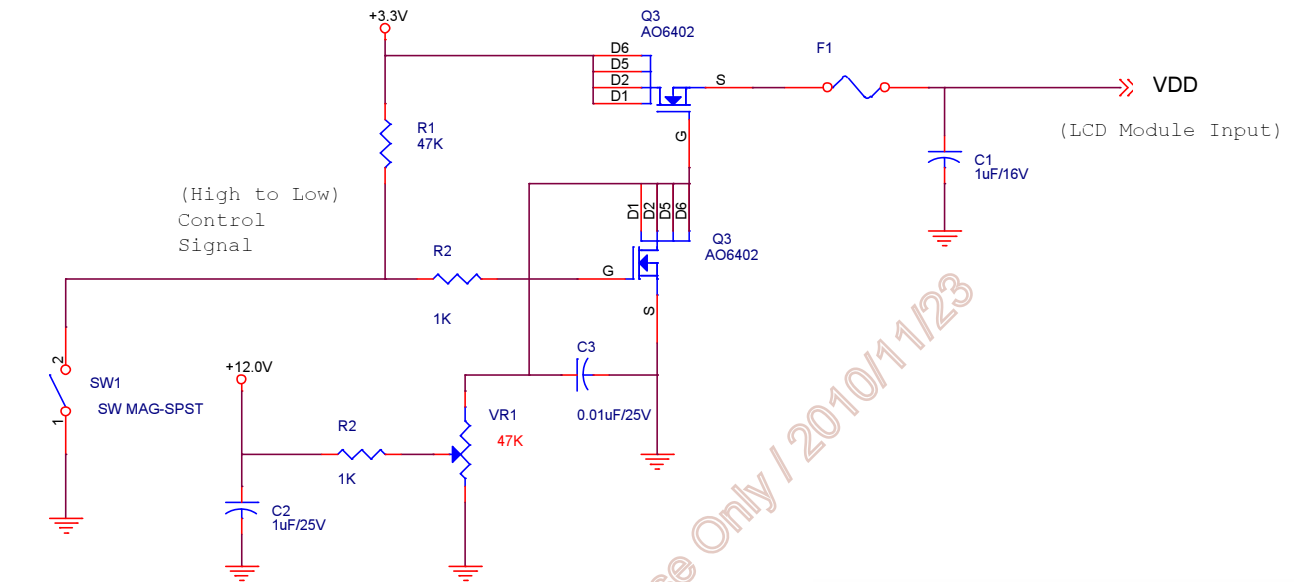 +3.3V
Q3
AO6402
D6
D5
D2
D1
S
G
F1
VDD
(LCD Module Input)
R1
47K
C1
1uF/16V
(High to Low)
Control
Signal
D1
D2
D5
D6
Q3
AO6402
R2
G
1K
S
2
SW1
SW MAG-SPST
1
+12.0V
C3
0.01uF/25V
R2
1K
VR1
47K
C2
1uF/25V
se Only / 2010/11/23